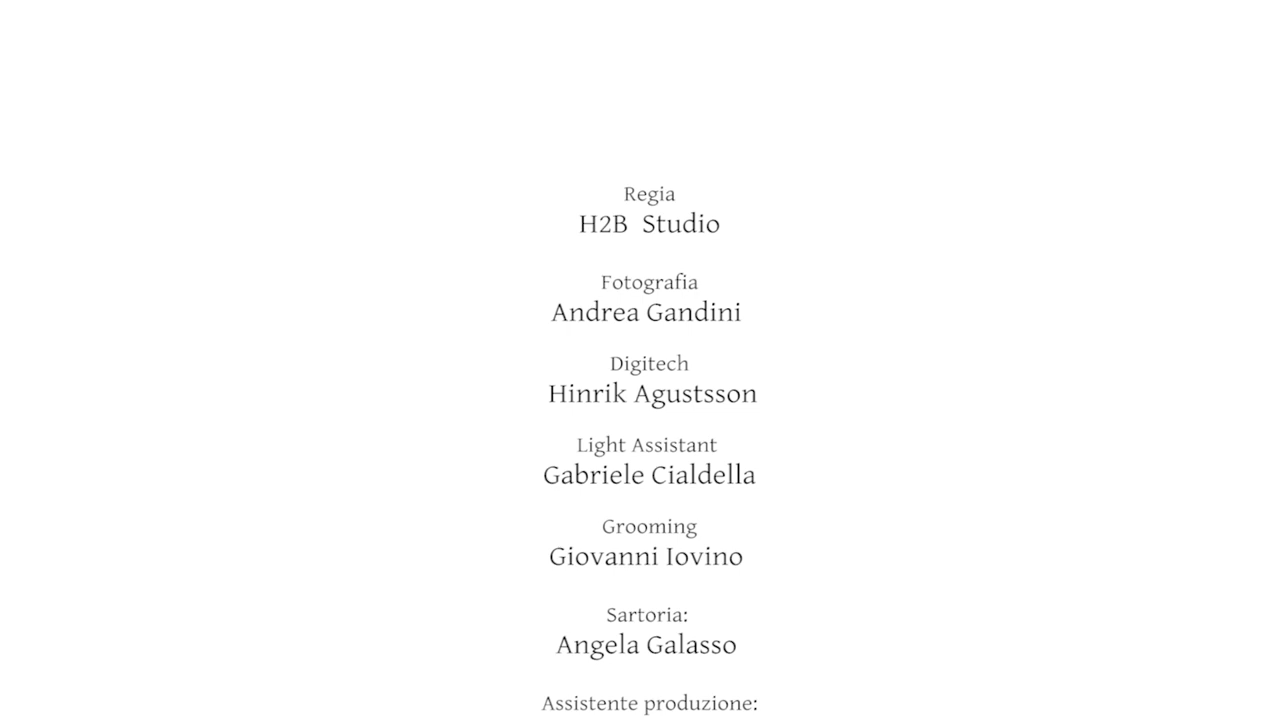 Regia
H2B Studio
Fotografia
Andrea Gandini
Digitech
Hinrik Agustsson
Light Assistant
Gabriele Cialdella
Grooming
Giovanni Iovino
Sartoria:
Angela Galasso
Assistente produzione: